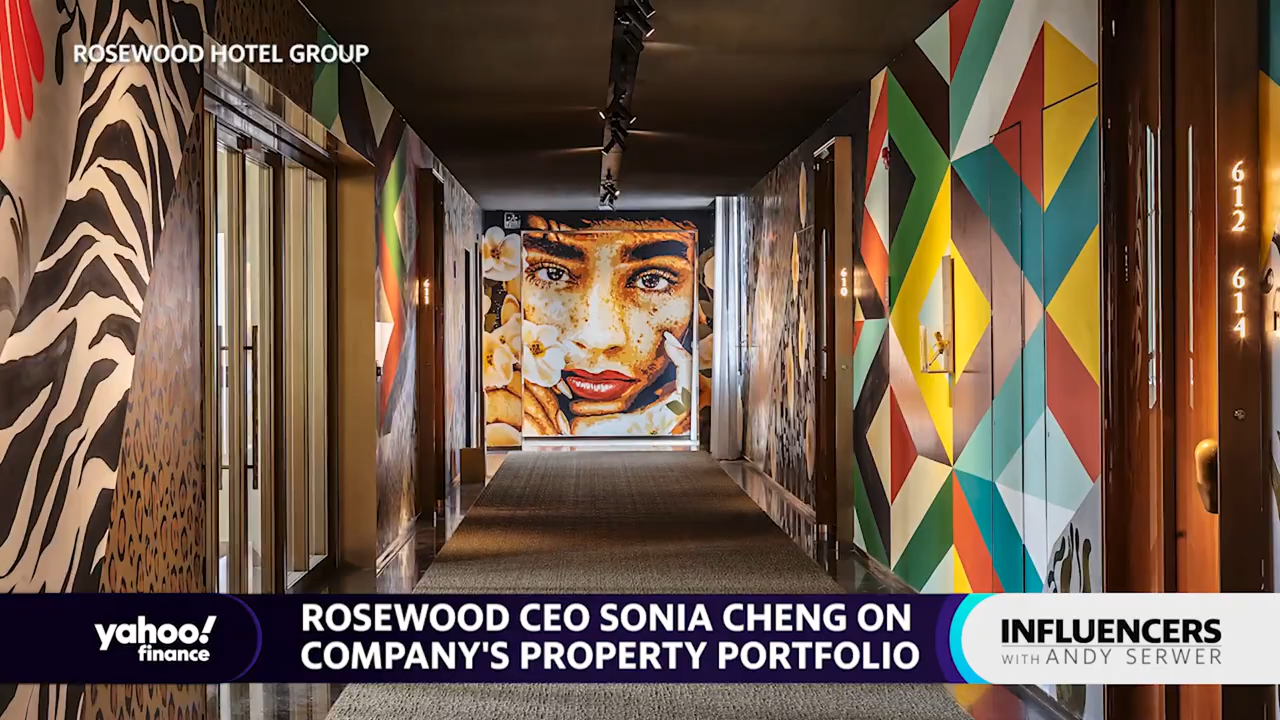 ROSEWOOD HOTEL GROUP
612
614
610
yahoo!
finance
ROSEWOOD CEO SONIA CHENG ON
COMPANY'S PROPERTY PORTFOLIO
INFLUENCERS
WITH ANDY SERWER